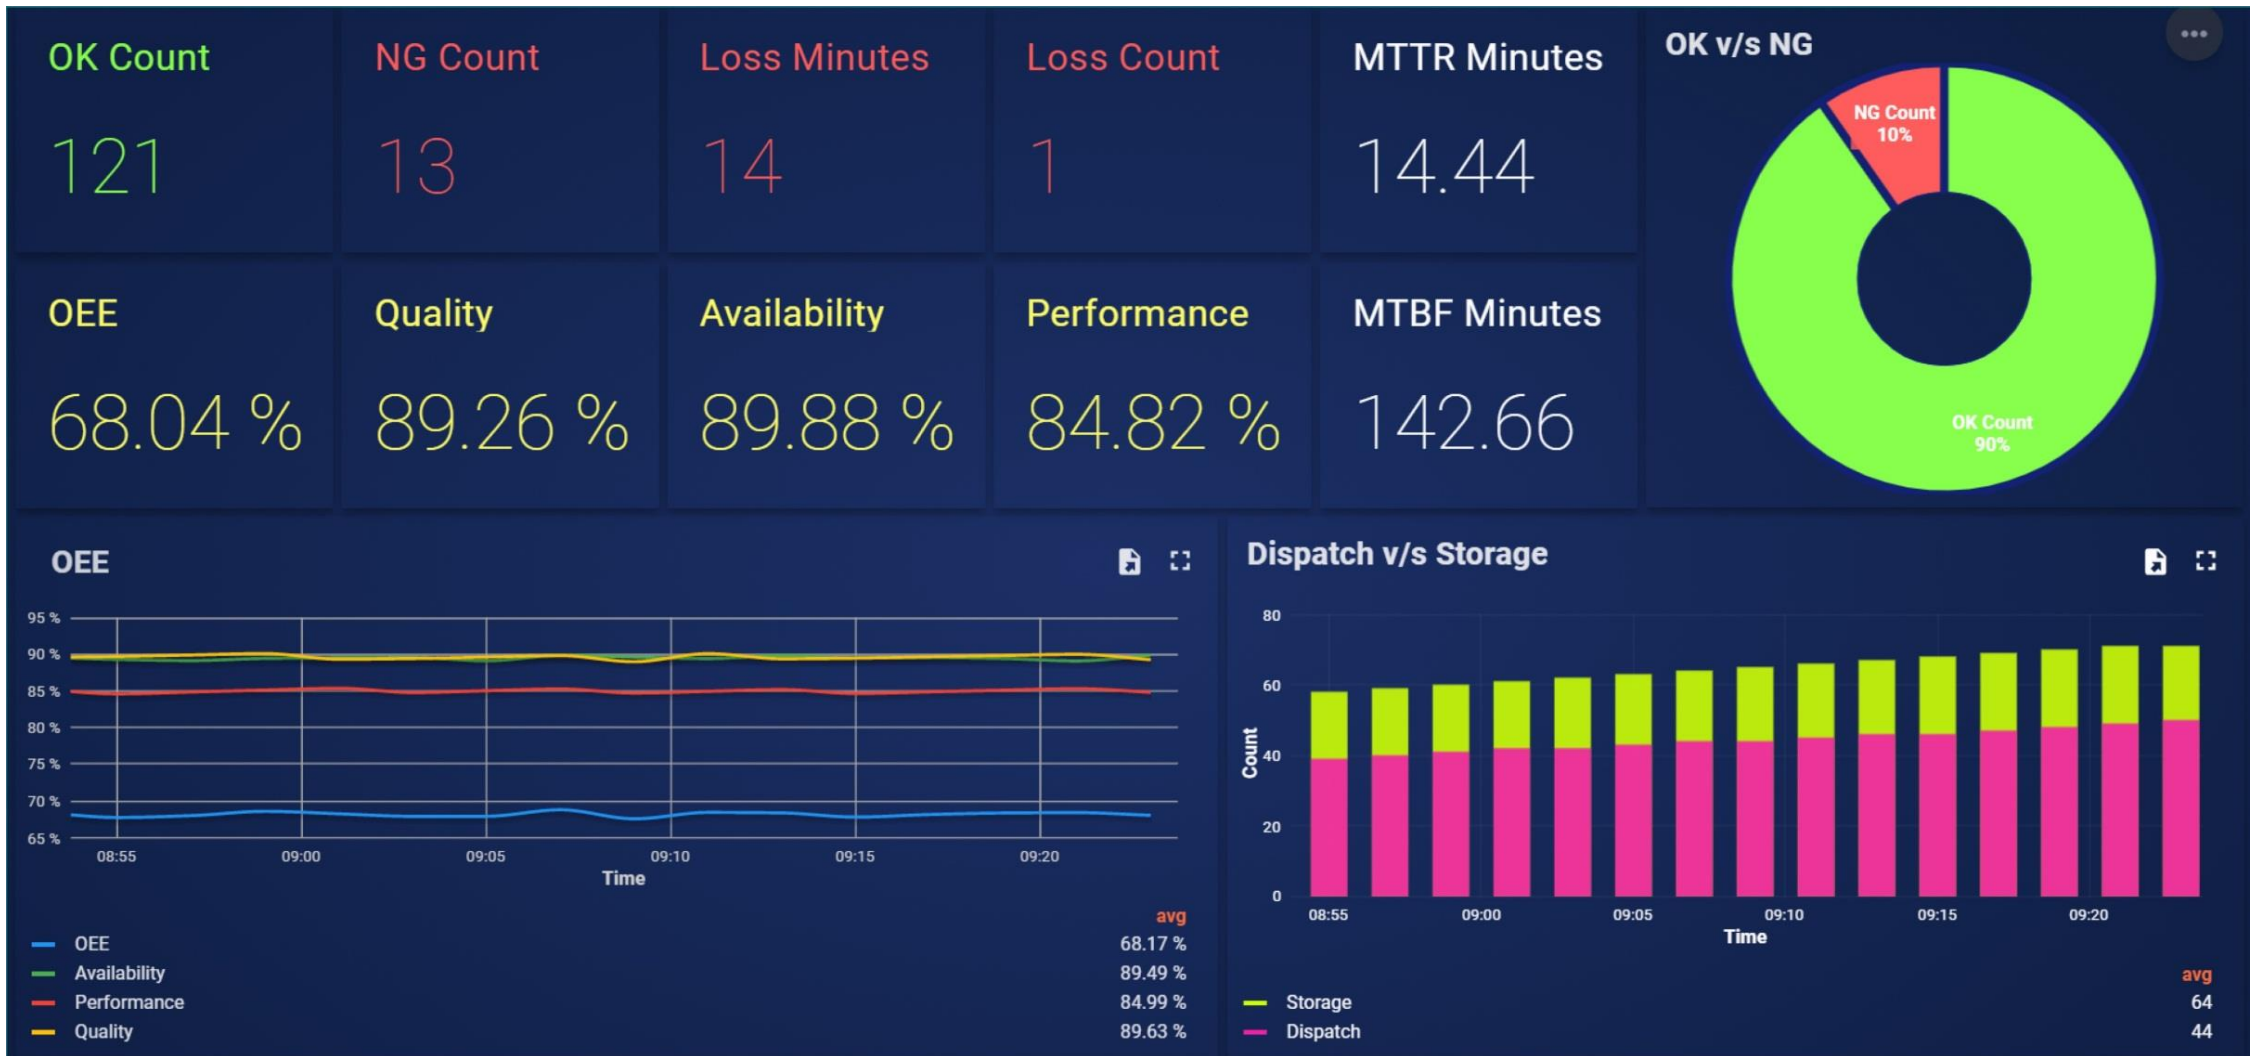 OK Count
121
NG Count
13
Loss Minutes
14
Loss Count
1
MTTR Minutes
14.44
OK v/s NG
NG Count
10%
OK Count
90%
OEE
68.04 %
Quality
89.26 %
Availability
89.88 %
Performance
84.82 %
MTBF Minutes
142.66
OEE
95 %
90 %
85 %
80 %
75 %
70 %
65 %
08:55 09:00 09:05 09:10 09:15 09:20
Time
avg
OEE 68.17 %
Availability 89.49 %
Performance 84.99 %
Quality 89.63 %
Dispatch v/s Storage
Count
80
60
40
20
0
08:55 09:00 09:05 09:10 09:15 09:20
Time
avg
Storage 64
Dispatch 44